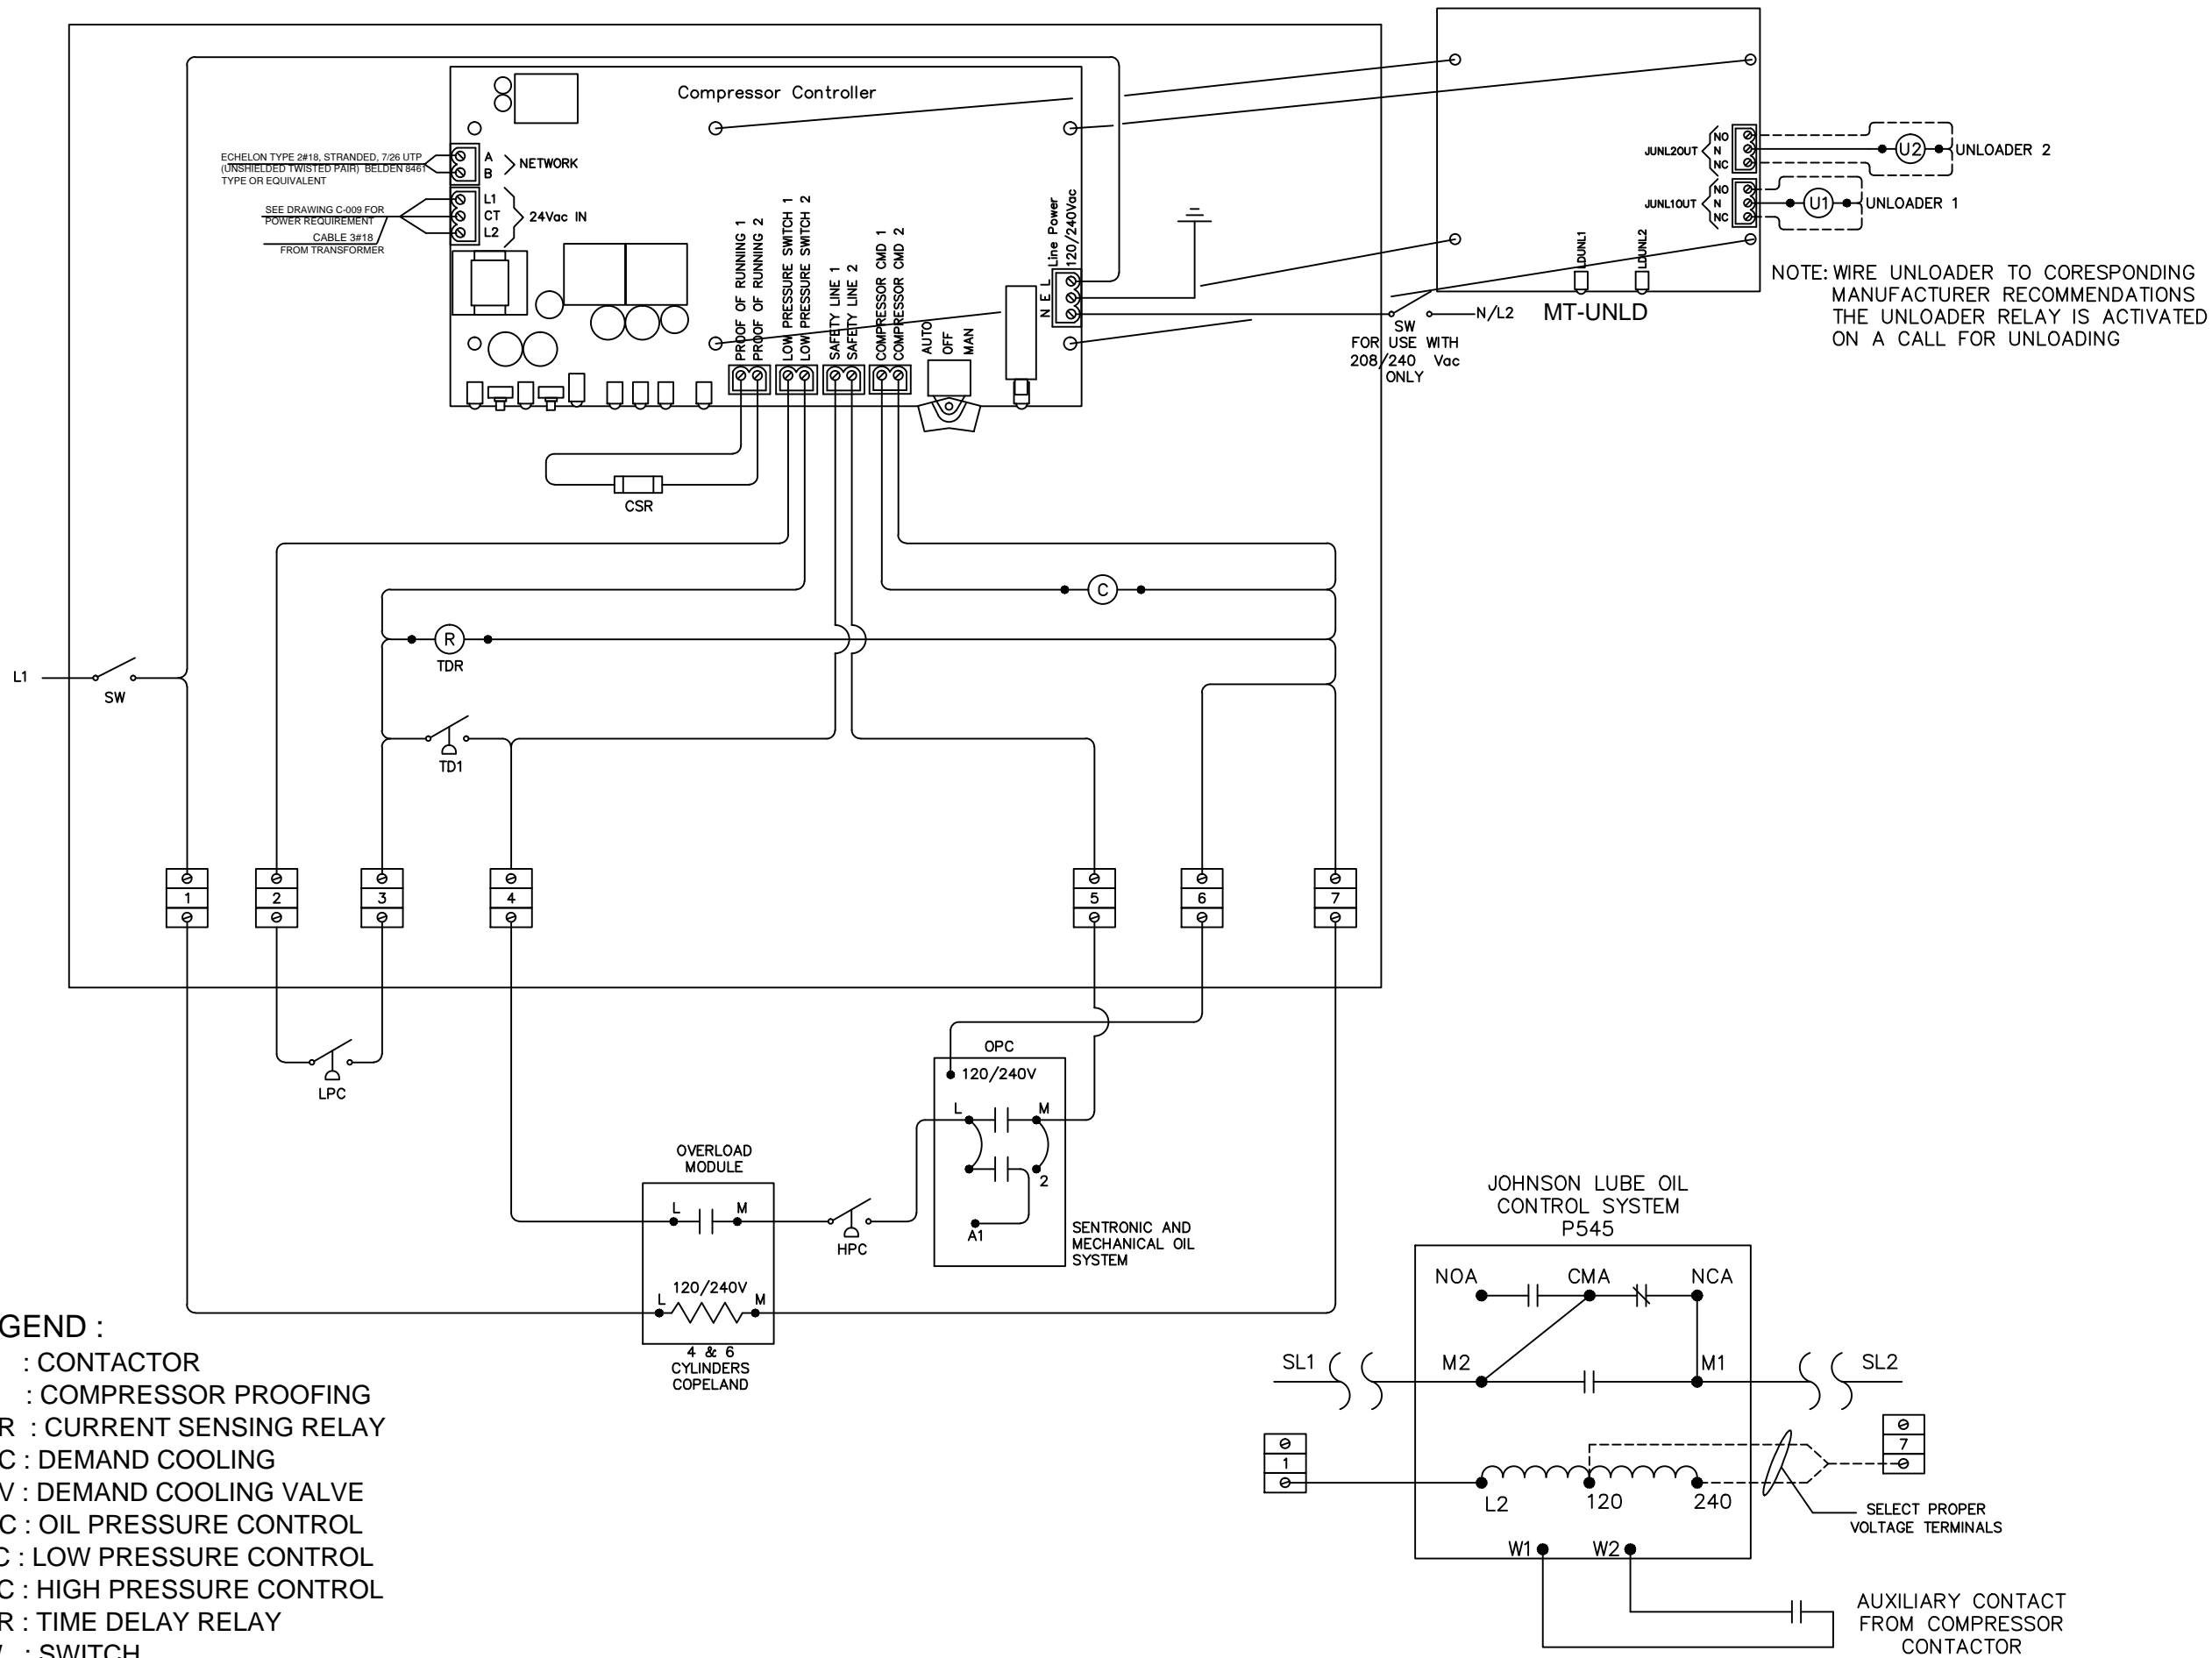 Compressor Controller
ECHELON TYPE 2#18, STRANDED, 7/26 UTP
(UNSHIELDED TWISTED PAIR) BELDEN 8461
TYPE OR EQUIVALENT
A
B
NETWORK
SEE DRAWING C-009 FOR
POWER REQUIREMENT
CABLE 3#18
FROM TRANSFORMER
L1
CT
L2
24Vac IN
PROOF OF RUNNING 1
PROOF OF RUNNING 2
LOW PRESSURE SWITCH 1
LOW PRESSURE SWITCH 2
SAFETY LINE 1
SAFETY LINE 2
COMPRESSOR CMD 1
COMPRESSOR CMD 2
AUTO
OFF
MAN
Line Power
120/240Vac
N E L
SW
N/L2
FOR USE WITH
208/240 Vac
ONLY
JUNL2OUT
NO
N
NC
U2
UNLOADER 2
JUNL1OUT
NO
N
NC
U1
UNLOADER 1
LDUNL1
LDUNL2
MT-UNLD
NOTE: WIRE UNLOADER TO CORESPONDING
MANUFACTURER RECOMMENDATIONS
THE UNLOADER RELAY IS ACTIVATED
ON A CALL FOR UNLOADING
CSR
C
R
TDR
L1
SW
TD1
1
2
3
4
5
6
7
LPC
OPC
120/240V
L
M
2
A1
SENTRONIC AND
MECHANICAL OIL
SYSTEM
OVERLOAD
MODULE
L
M
HPC
120/240V
L
M
4 & 6
CYLINDERS
COPELAND
JOHNSON LUBE OIL
CONTROL SYSTEM
P545
NOA
CMA
NCA
SL1
M2
M1
SL2
1
7
L2
120
240
SELECT PROPER
VOLTAGE TERMINALS
W1
W2
AUXILIARY CONTACT
FROM COMPRESSOR
CONTACTOR
GEND :
: CONTACTOR
: COMPRESSOR PROOFING
R : CURRENT SENSING RELAY
C : DEMAND COOLING
V : DEMAND COOLING VALVE
C : OIL PRESSURE CONTROL
C : LOW PRESSURE CONTROL
C : HIGH PRESSURE CONTROL
R : TIME DELAY RELAY
: SWITCH